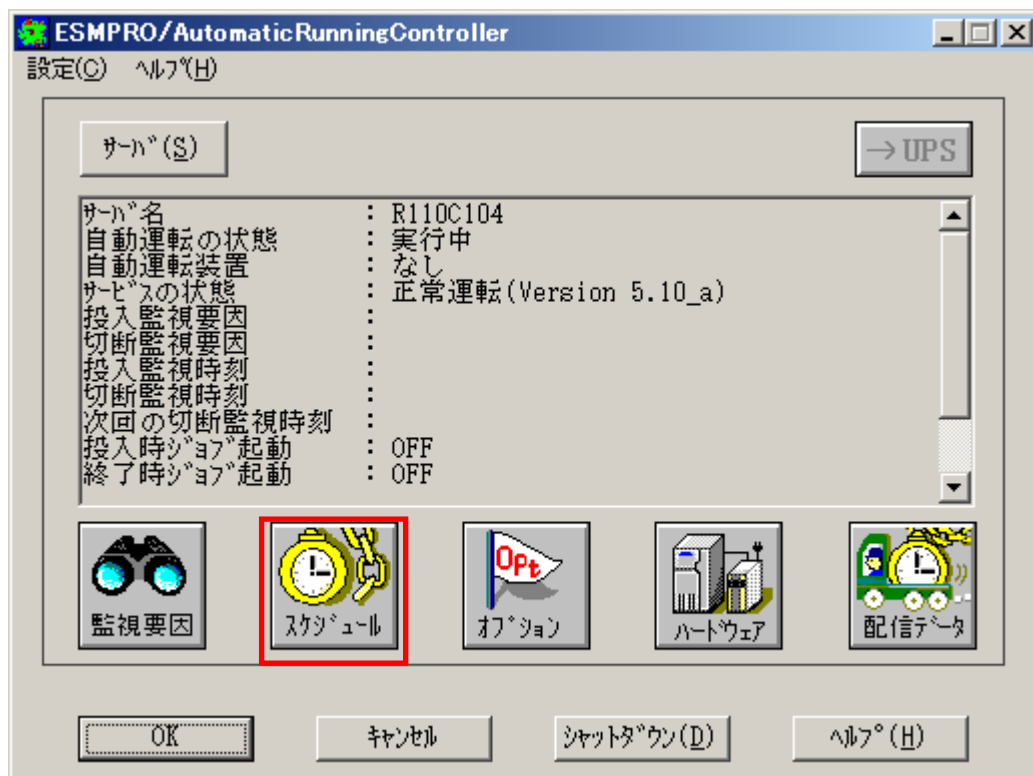 ESMPRO/AutomaticRunningController
設定(C) ﾍﾙﾌﾟ(H)
ｻｰﾊﾞ(S)
→UPS
ｻｰﾊﾞ名 : R110C104
自動運転の状態 : 実行中
自動運転装置 : なし
ｻｰﾋﾞｽの状態 : 正常運転(Version 5.10_a)
投入監視要因 :
切断監視要因 :
投入監視時刻 :
切断監視時刻 :
次回の切断監視時刻 :
投入時ｼﾞｮﾌﾞ起動 : OFF
終了時ｼﾞｮﾌﾞ起動 : OFF
監視要因
ｽｹｼﾞｭｰﾙ
OPt
ｵﾌﾟｼｮﾝ
ﾊｰﾄﾞｳｪｱ
配信ﾃﾞｰﾀ
OK
ｷｬﾝｾﾙ
ｼｬｯﾄﾀﾞｳﾝ(D)
ﾍﾙﾌﾟ(H)